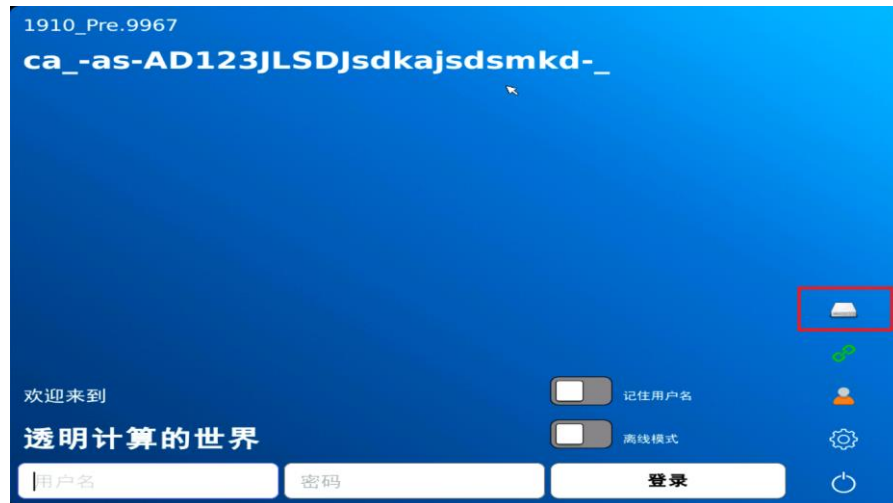 1910_Pre.9967
ca_-as-AD123JLSDJsdkajsdsmkd-_
欢迎来到
记住用户名
透明计算的世界
离线模式
用户名
密码
登录